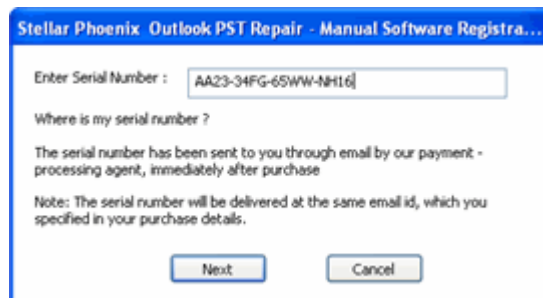 Stellar Phoenix Outlook PST Repair - Manual Software Registra...
Enter Serial Number :
AA23-34FG-65WW-NH16
Where is my serial number ?
The serial number has been sent to you through email by our payment -
processing agent, immediately after purchase
Note: The serial number will be delivered at the same email id, which you
specified in your purchase details.
Next
Cancel